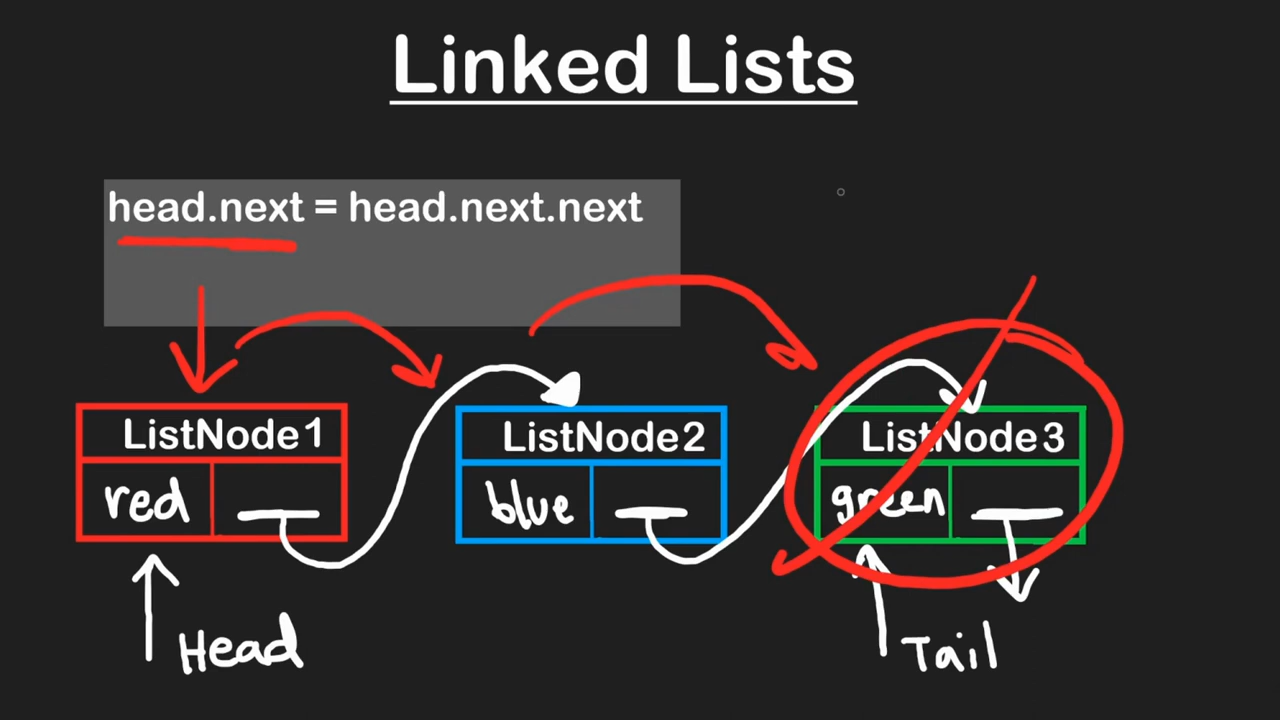 Linked Lists
head.next = head.next.next
ListNode1
red
ListNode2
blue
ListNode3
green
Head
Tail